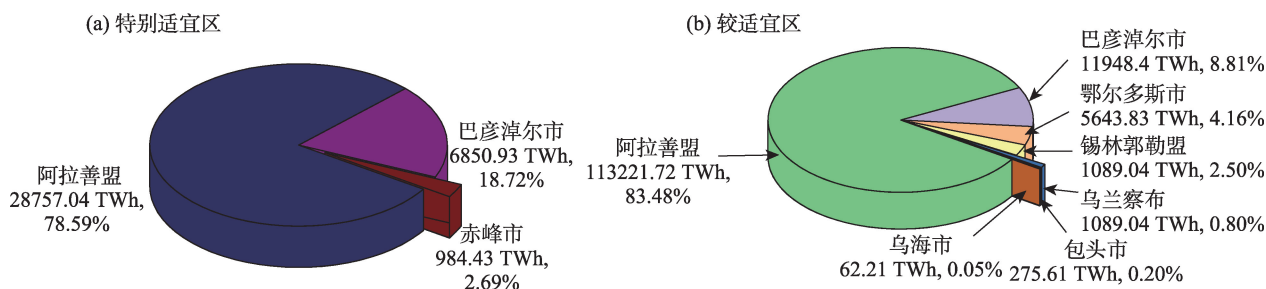 (a) 特别适宜区
阿拉善盟
28757.04 TWh,
78.59%
巴彦淖尔市
6850.93 TWh,
18.72%
赤峰市
984.43 TWh,
2.69%
(b) 较适宜区
阿拉善盟
113221.72 TWh,
83.48%
巴彦淖尔市
11948.4 TWh, 8.81%
鄂尔多斯市
5643.83 TWh, 4.16%
锡林郭勒盟
1089.04 TWh, 2.50%
乌兰察布
1089.04 TWh, 0.80%
包头市
275.61 TWh, 0.20%
乌海市
62.21 TWh, 0.05%